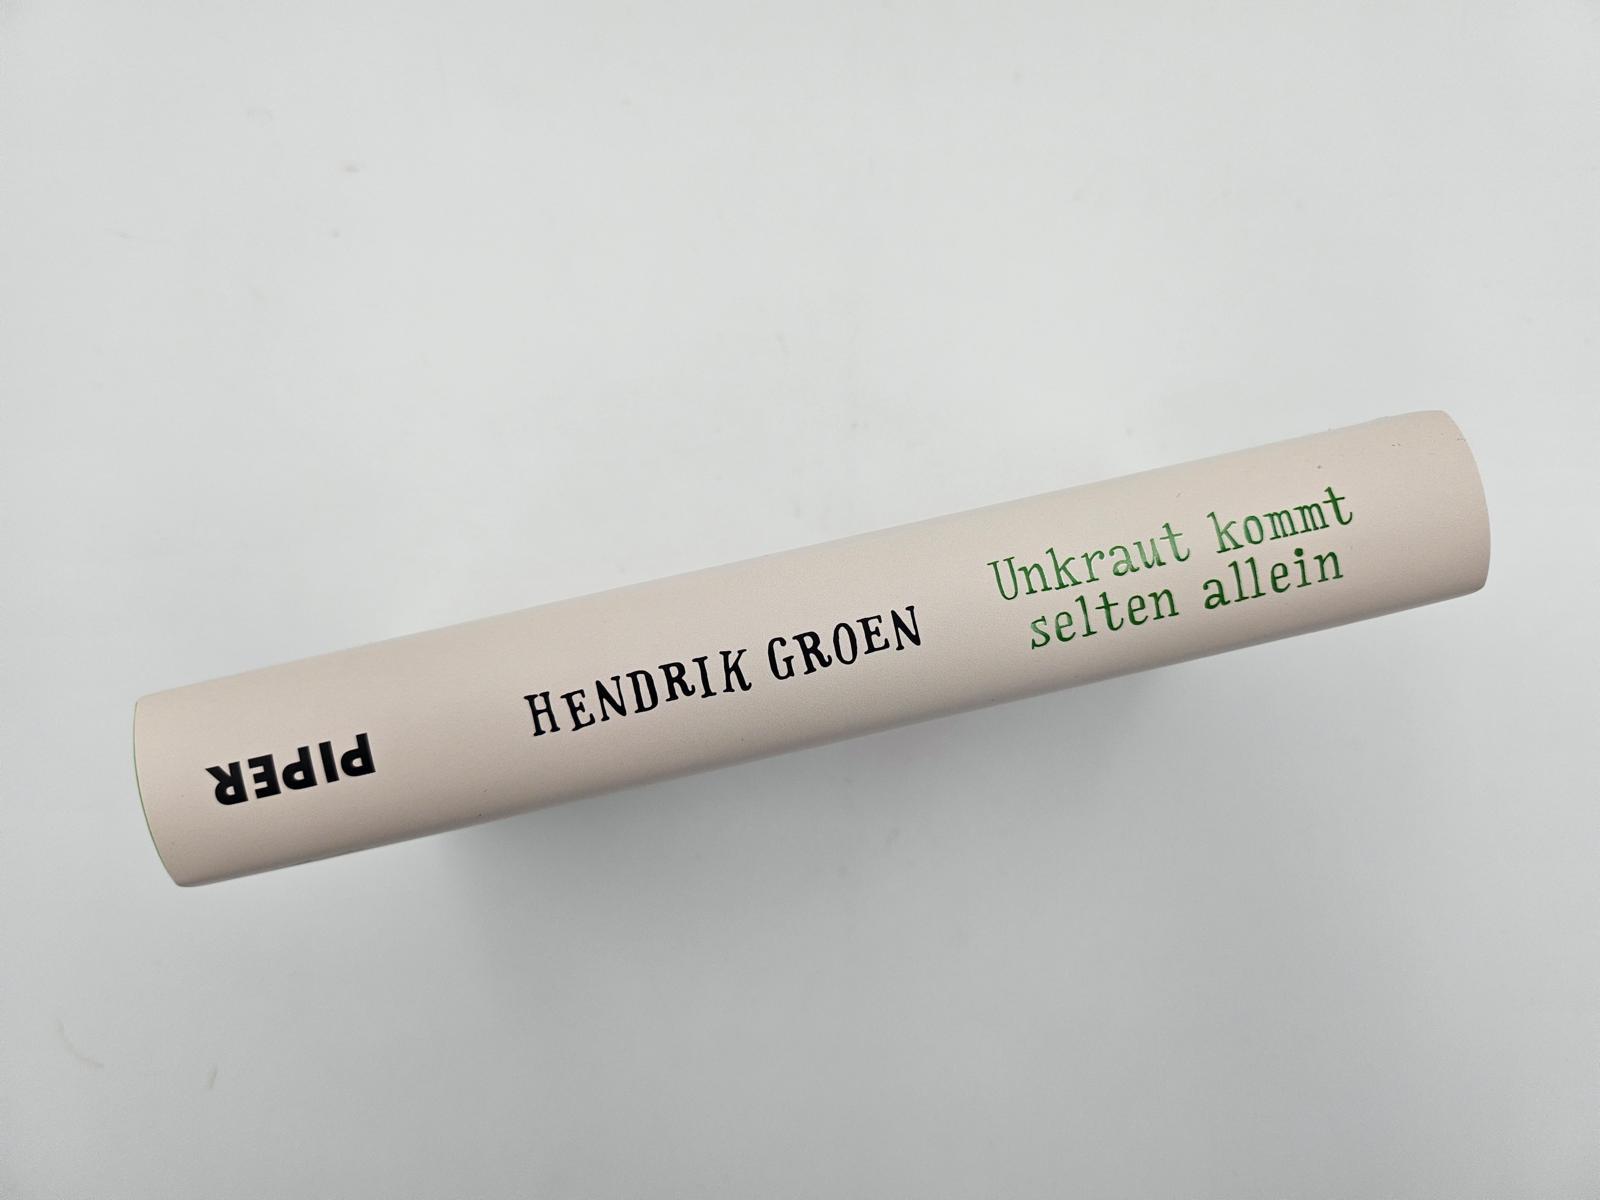 Unkraut kommt
selten allein
HENDRIK GROEN
PIPER